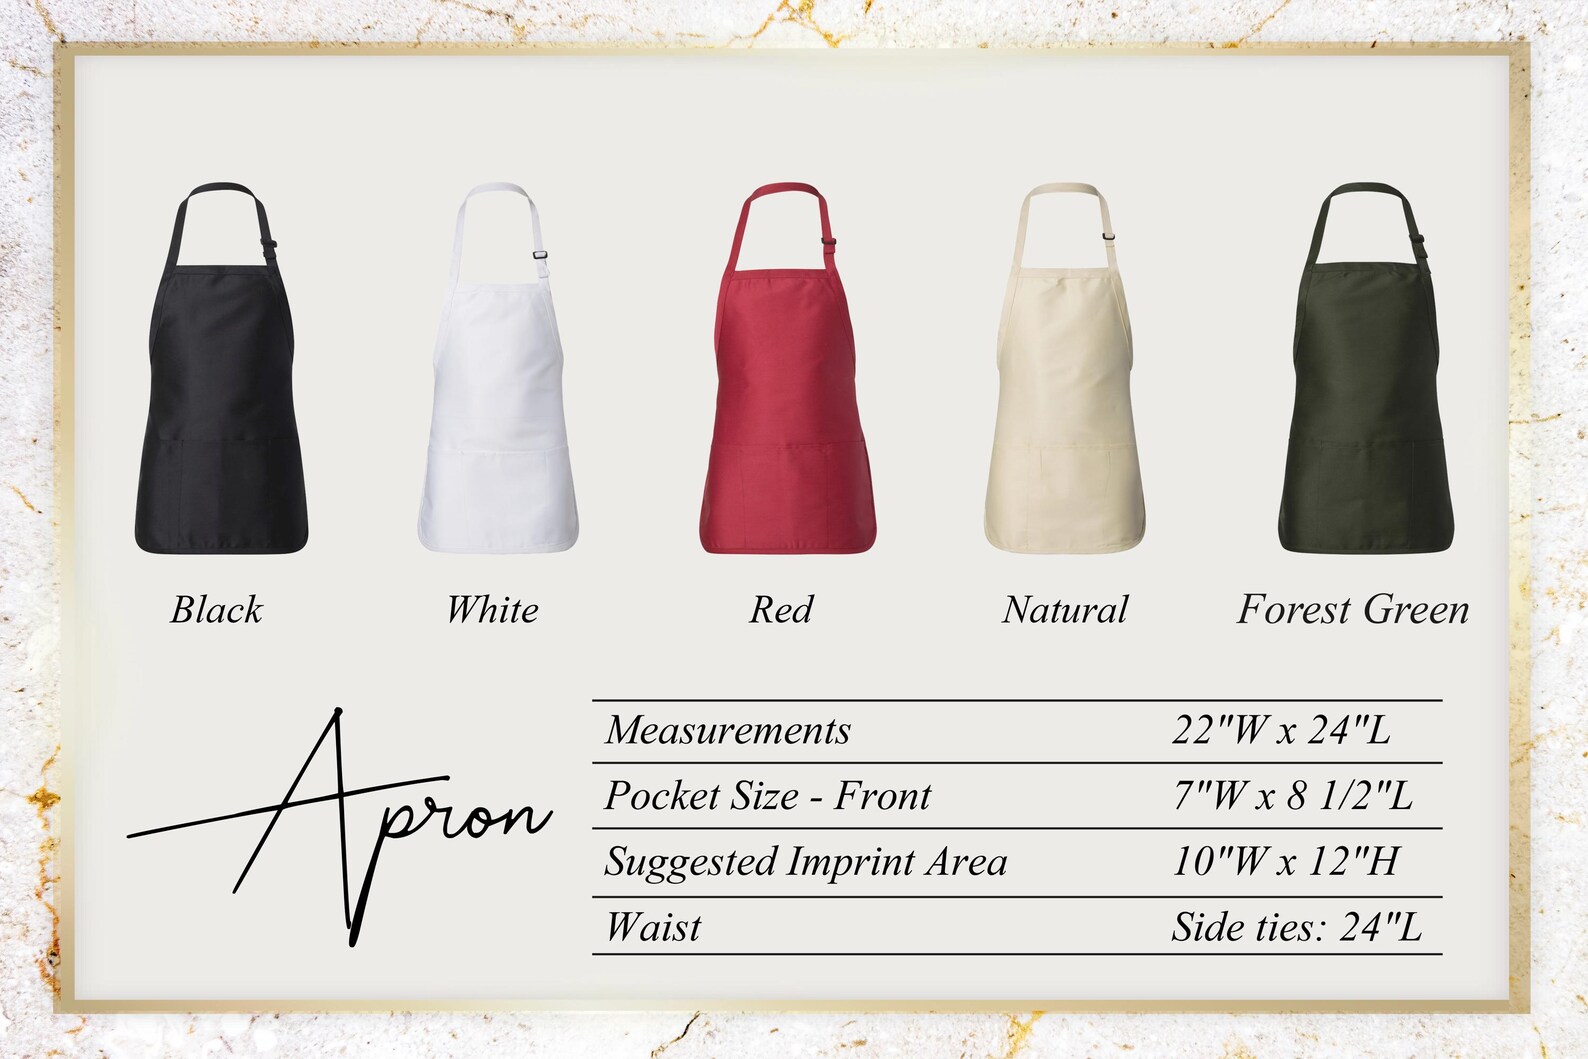 Black
White
Red
Natural
Forest Green
Apron
Measurements 22"W x 24"L
Pocket Size - Front 7"W x 8 1/2"L
Suggested Imprint Area 10"W x 12"H
Waist Side ties: 24"L